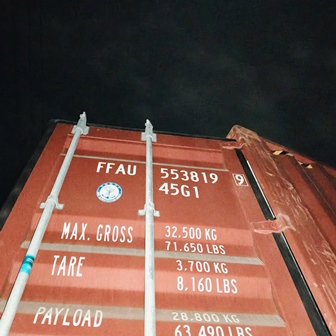 FFAU 553819 9
45G1
MAX. GROSS 32.500 KG
71.650 LBS
TARE 3.700 KG
8.160 LBS
PAYLOAD 28.800 KG
63.490 LBS